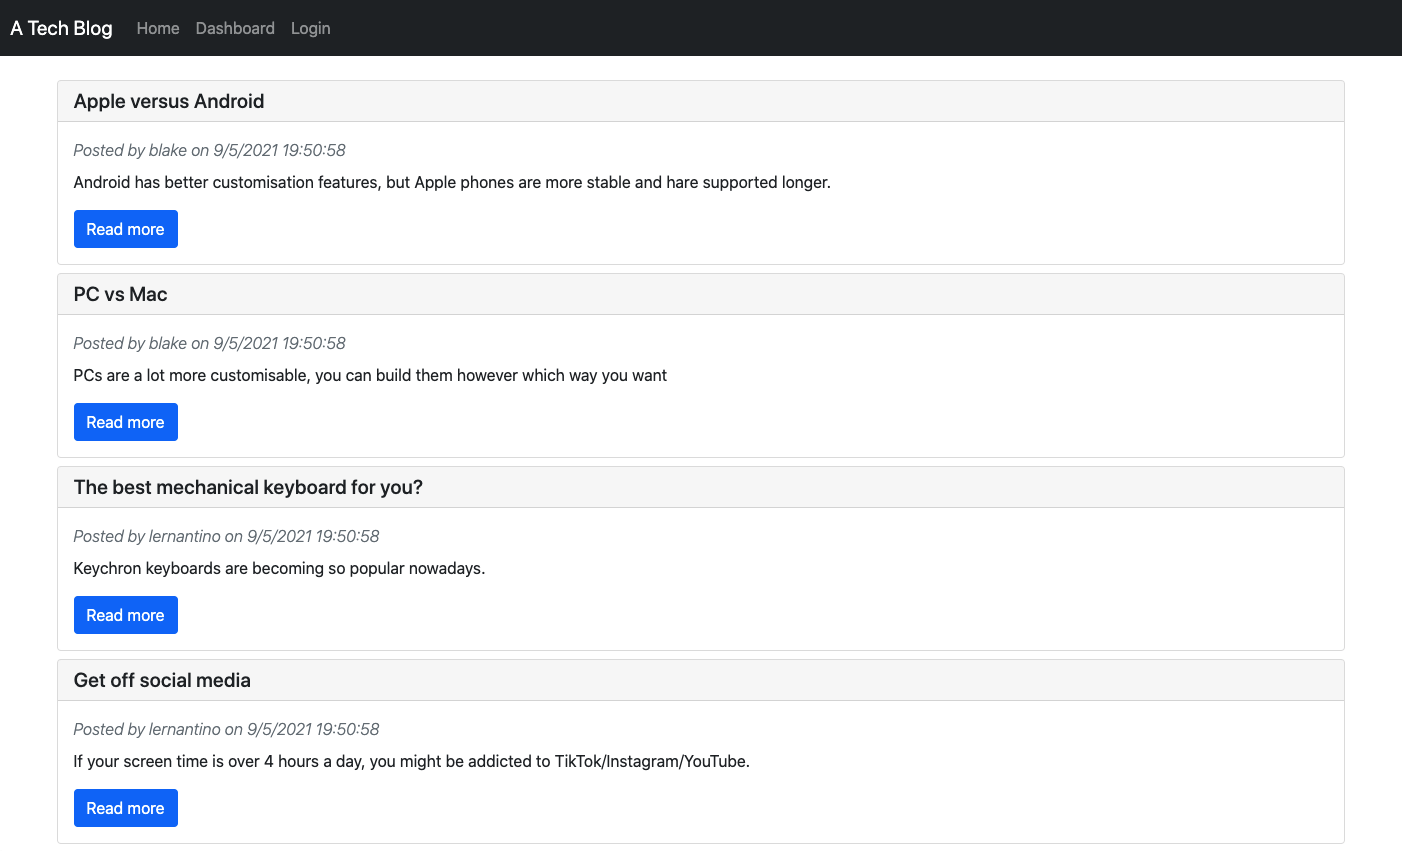 A Tech Blog Home Dashboard Login
Apple versus Android
Posted by blake on 9/5/2021 19:50:58
Android has better customisation features, but Apple phones are more stable and hare supported longer.
Read more
PC vs Mac
Posted by blake on 9/5/2021 19:50:58
PCs are a lot more customisable, you can build them however which way you want
Read more
The best mechanical keyboard for you?
Posted by lernantino on 9/5/2021 19:50:58
Keychron keyboards are becoming so popular nowadays.
Read more
Get off social media
Posted by lernantino on 9/5/2021 19:50:58
If your screen time is over 4 hours a day, you might be addicted to TikTok/Instagram/YouTube.
Read more